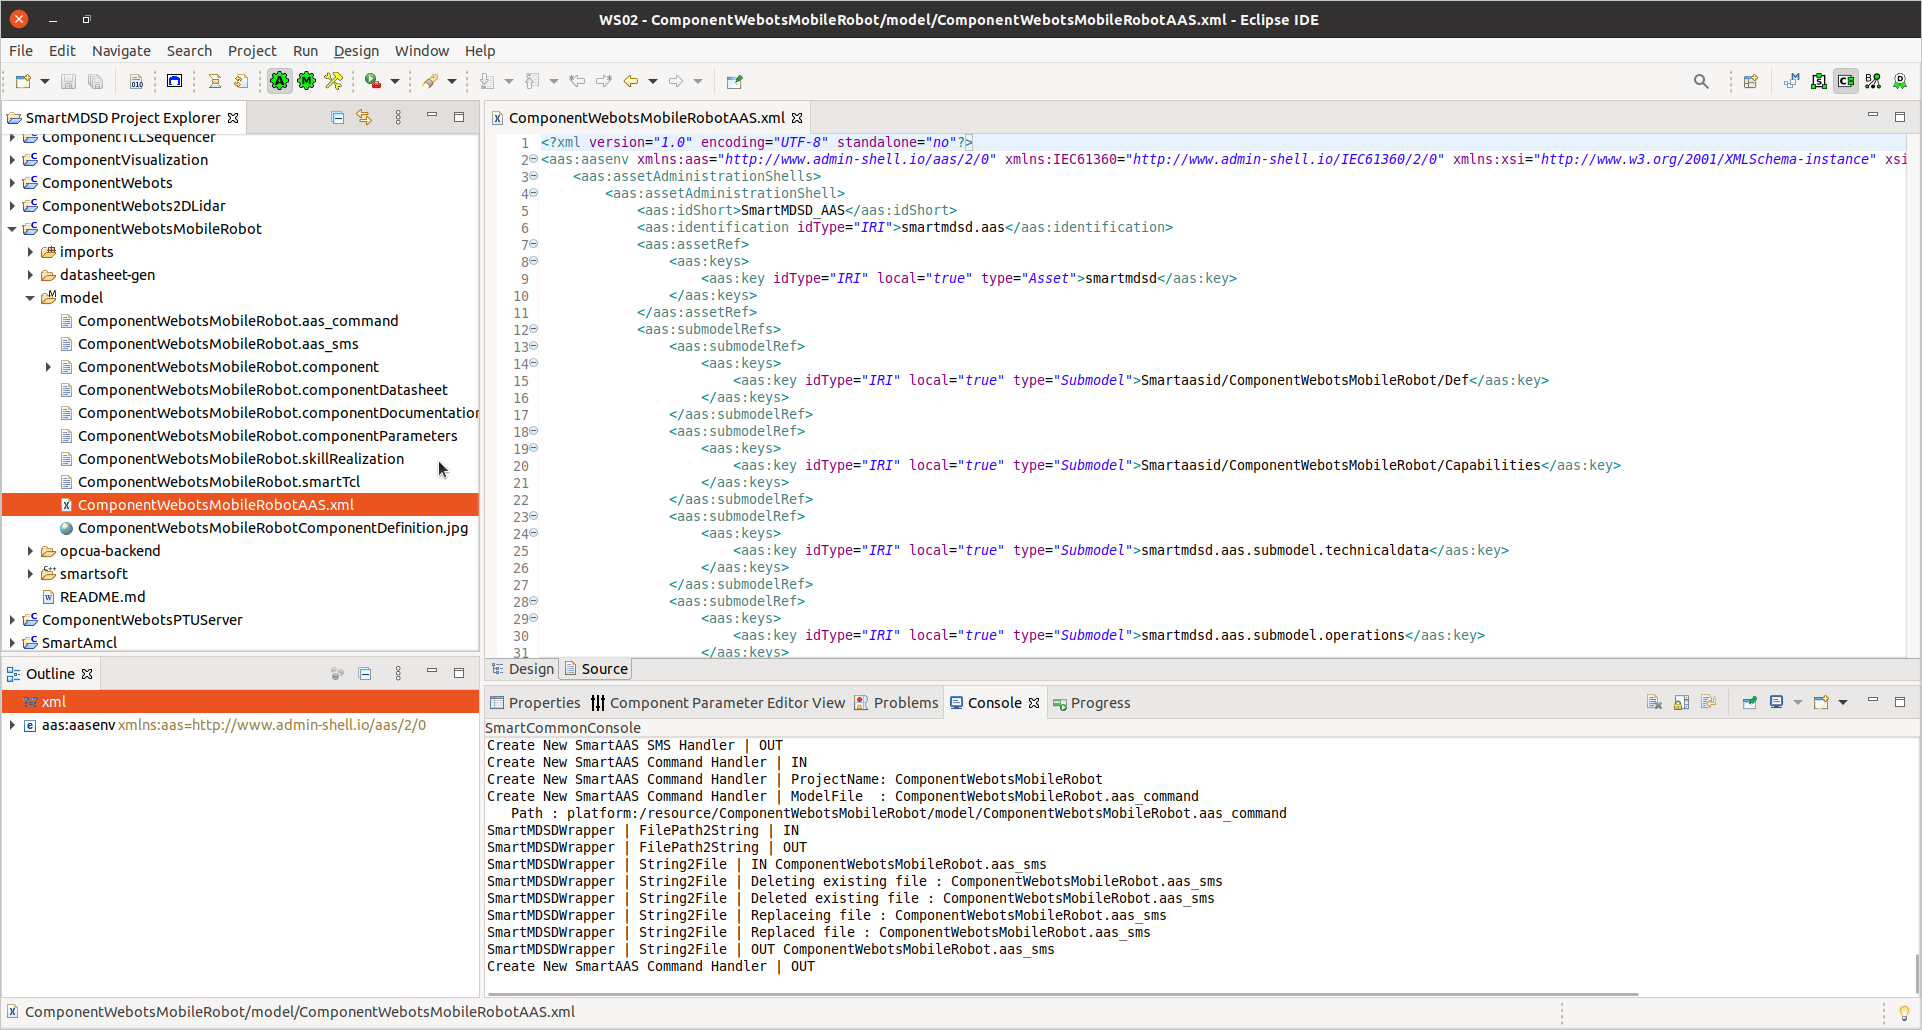 WS02 - ComponentWebotsMobileRobot/model/ComponentWebotsMobileRobotAAS.xml - Eclipse IDE
File Edit Navigate Search Project Run Design Window Help
SmartMDSD Project Explorer
ComponentTCLSequencer
ComponentVisualization
ComponentWebots
ComponentWebots2DLidar
ComponentWebotsMobileRobot
imports
datasheet-gen
model
ComponentWebotsMobileRobot.aas_command
ComponentWebotsMobileRobot.aas_sms
ComponentWebotsMobileRobot.component
ComponentWebotsMobileRobot.componentDatasheet
ComponentWebotsMobileRobot.componentDocumentation
ComponentWebotsMobileRobot.componentParameters
ComponentWebotsMobileRobot.skillRealization
ComponentWebotsMobileRobot.smartTcl
ComponentWebotsMobileRobotAAS.xml
ComponentWebotsMobileRobotComponentDefinition.jpg
opcua-backend
smartsoft
README.md
ComponentWebotsPTUServer
SmartAmcl
Outline
xml
aas:aasenv xmlns:aas=http://www.admin-shell.io/aas/2/0
ComponentWebotsMobileRobotAAS.xml
1 <?xml version="1.0" encoding="UTF-8" standalone="no"?>
2 <aas:aasenv xmlns:aas="http://www.admin-shell.io/aas/2/0" xmlns:IEC61360="http://www.admin-shell.io/IEC61360/2/0" xmlns:xsi="http://www.w3.org/2001/XMLSchema-instance" xsi
3 <aas:assetAdministrationShells>
4 <aas:assetAdministrationShell>
5 <aas:idShort>SmartMDSD_AAS</aas:idShort>
6 <aas:identification idType="IRI">smartmdsd.aas</aas:identification>
7 <aas:assetRef>
8 <aas:keys>
9 <aas:key idType="IRI" local="true" type="Asset">smartmdsd</aas:key>
10 </aas:keys>
11 </aas:assetRef>
12 <aas:submodelRefs>
13 <aas:submodelRef>
14 <aas:keys>
15 <aas:key idType="IRI" local="true" type="Submodel">Smartaasid/ComponentWebotsMobileRobot/Def</aas:key>
16 </aas:keys>
17 </aas:submodelRef>
18 <aas:submodelRef>
19 <aas:keys>
20 <aas:key idType="IRI" local="true" type="Submodel">Smartaasid/ComponentWebotsMobileRobot/Capabilities</aas:key>
21 </aas:keys>
22 </aas:submodelRef>
23 <aas:submodelRef>
24 <aas:keys>
25 <aas:key idType="IRI" local="true" type="Submodel">smartmdsd.aas.submodel.technicaldata</aas:key>
26 </aas:keys>
27 </aas:submodelRef>
28 <aas:submodelRef>
29 <aas:keys>
30 <aas:key idType="IRI" local="true" type="Submodel">smartmdsd.aas.submodel.operations</aas:key>
31 </aas:keys>
Design Source
Properties Component Parameter Editor View Problems Console Progress
SmartCommonConsole
Create New SmartAAS SMS Handler | OUT
Create New SmartAAS Command Handler | IN
Create New SmartAAS Command Handler | ProjectName: ComponentWebotsMobileRobot
Create New SmartAAS Command Handler | ModelFile : ComponentWebotsMobileRobot.aas_command
Path : platform:/resource/ComponentWebotsMobileRobot/model/ComponentWebotsMobileRobot.aas_command
SmartMDSDWrapper | FilePath2String | IN
SmartMDSDWrapper | FilePath2String | OUT
SmartMDSDWrapper | String2File | IN ComponentWebotsMobileRobot.aas_sms
SmartMDSDWrapper | String2File | Deleting existing file : ComponentWebotsMobileRobot.aas_sms
SmartMDSDWrapper | String2File | Deleted existing file : ComponentWebotsMobileRobot.aas_sms
SmartMDSDWrapper | String2File | Replaceing file : ComponentWebotsMobileRobot.aas_sms
SmartMDSDWrapper | String2File | Replaced file : ComponentWebotsMobileRobot.aas_sms
SmartMDSDWrapper | String2File | OUT ComponentWebotsMobileRobot.aas_sms
Create New SmartAAS Command Handler | OUT
ComponentWebotsMobileRobot/model/ComponentWebotsMobileRobotAAS.xml